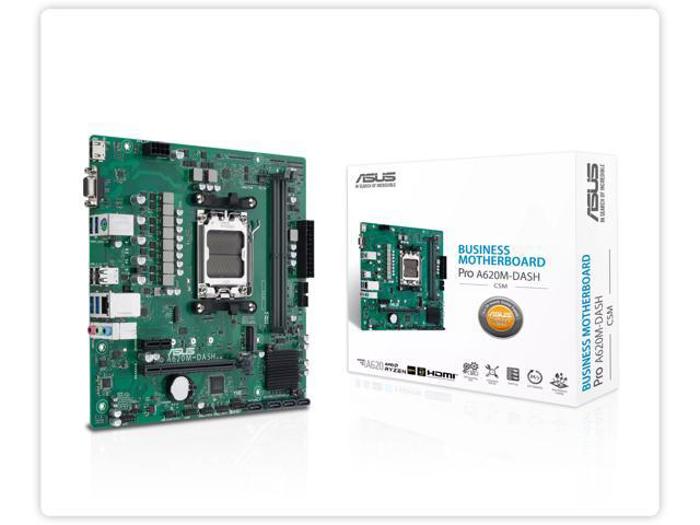 ASUS
A620M-DASH
ASUS
IN SEARCH OF INCREDIBLE
BUSINESS
MOTHERBOARD
Pro A620M-DASH
CSM
A620
AMD
RYZEN
HDMI
ASUS
IN SEARCH OF INCREDIBLE
BUSINESS MOTHERBOARD
Pro A620M-DASH
CSM